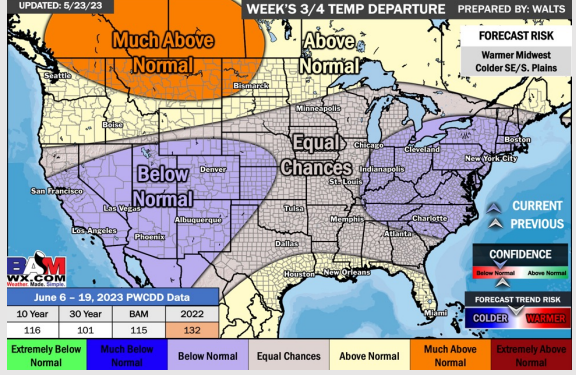 UPDATED: 5/23/23
WEEK'S 3/4 TEMP DEPARTURE
PREPARED BY: WALTS
FORECAST RISK
Warmer Midwest
Colder SE/S. Plains
Much Above
Normal
Above
Normal
Seattle
Bismarck
Minneapolis
Boise
Equal
Chances
Chicago
Cleveland
Boston
New York City
Indianapolis
Below
Normal
Denver
St. Louis
San Francisco
Las Vegas
Albuquerque
Tulsa
Memphis
Charlotte
Los Angeles
Phoenix
Atlanta
Dallas
Houston
New Orleans
Miami
CURRENT
PREVIOUS
CONFIDENCE
Below Normal
Above Normal
FORECAST TREND RISK
COLDER
WARMER
BAM
WX.COM
Weather. Made. Simple.
June 6 – 19, 2023 PWCDD Data
10 Year 30 Year BAM 2022
116 101 115 132
Extremely Below
Normal
Much Below
Normal
Below Normal
Equal Chances
Above Normal
Much Above
Normal
Extremely Above
Normal